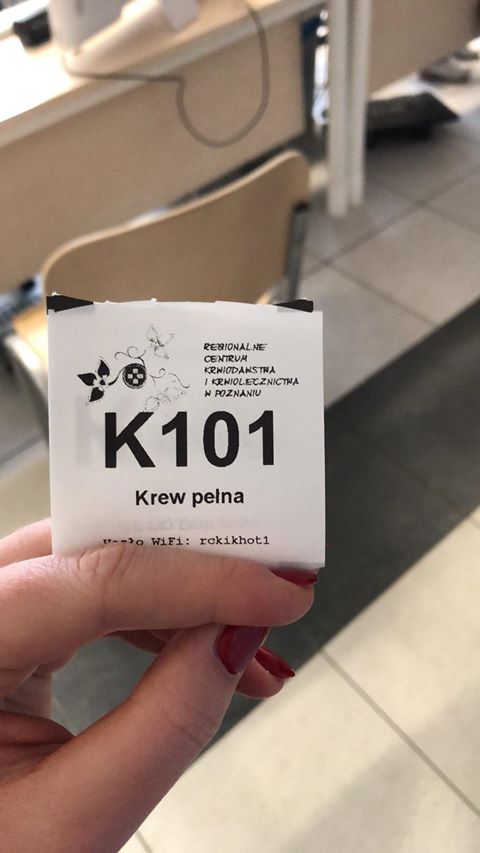 REGIONALNE
CENTRUM
KRWIODAWSTWA
I KRWIOLECZNICTWA
W POZNANIU
K101
Krew pełna
Hasło WiFi: rckikhot1